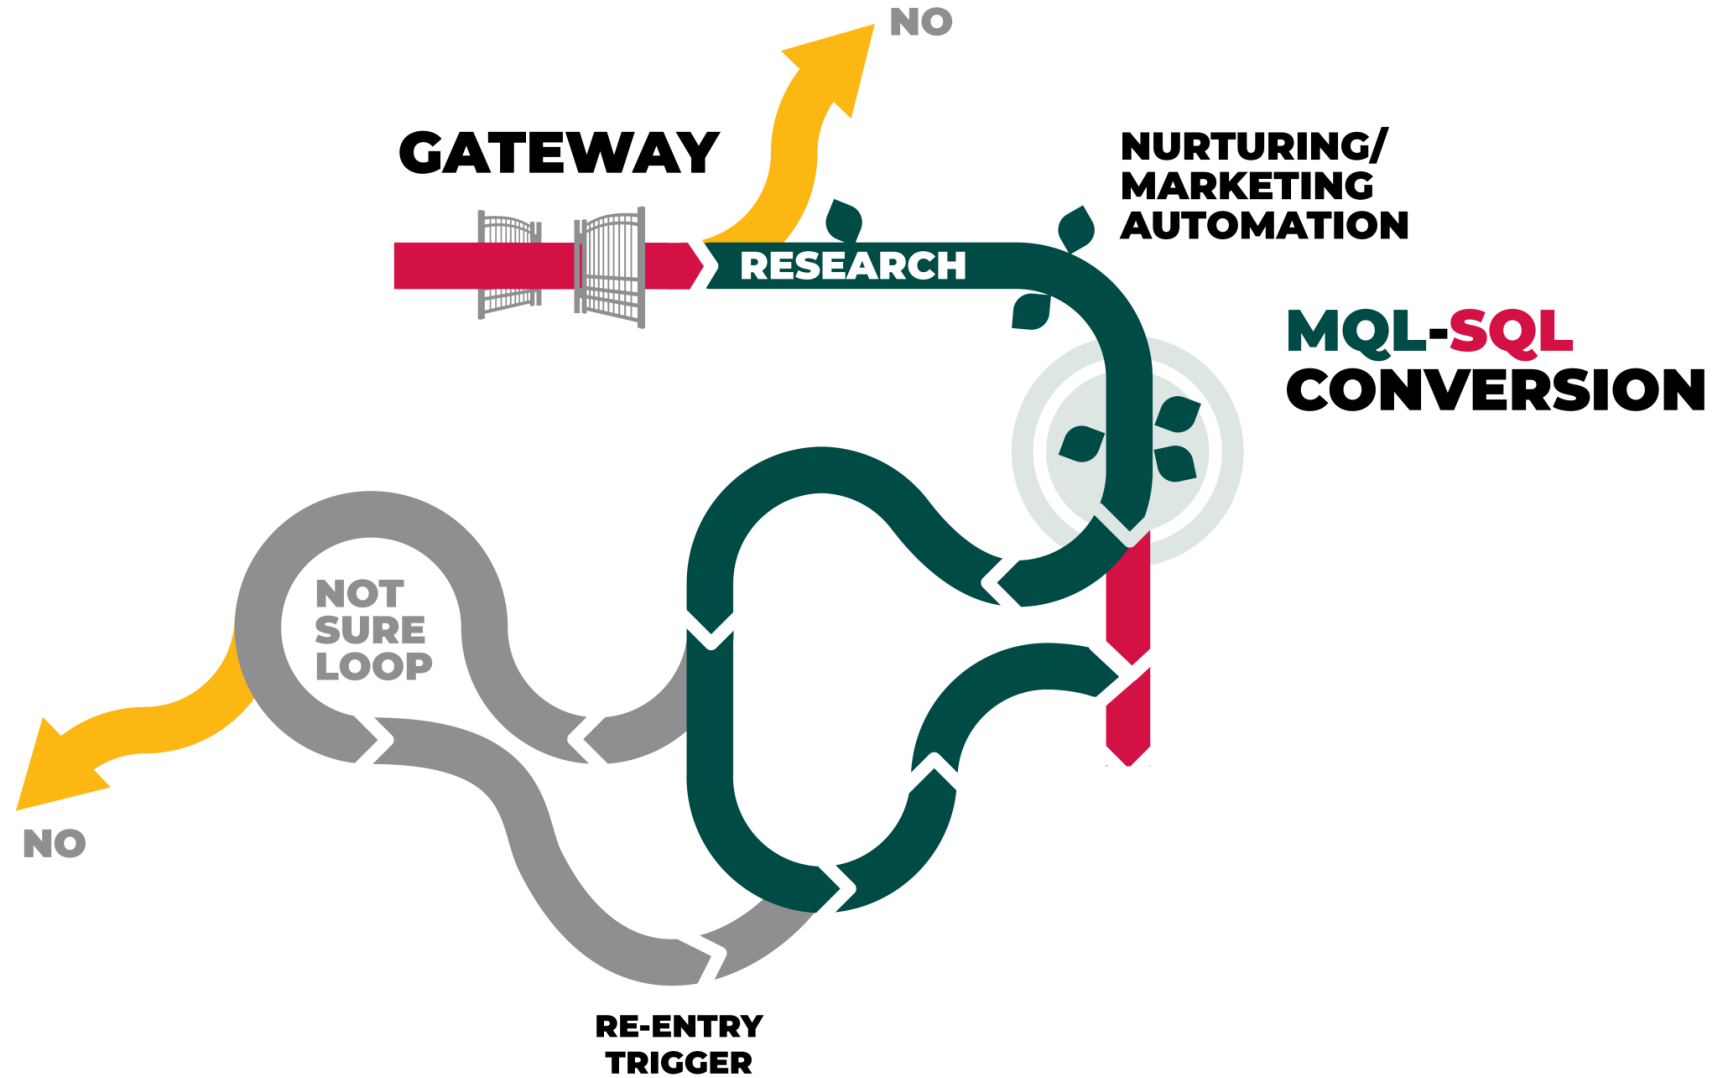 NO
GATEWAY
NURTURING/
MARKETING
AUTOMATION
RESEARCH
MQL-SQL
CONVERSION
NOT
SURE
LOOP
NO
RE-ENTRY
TRIGGER